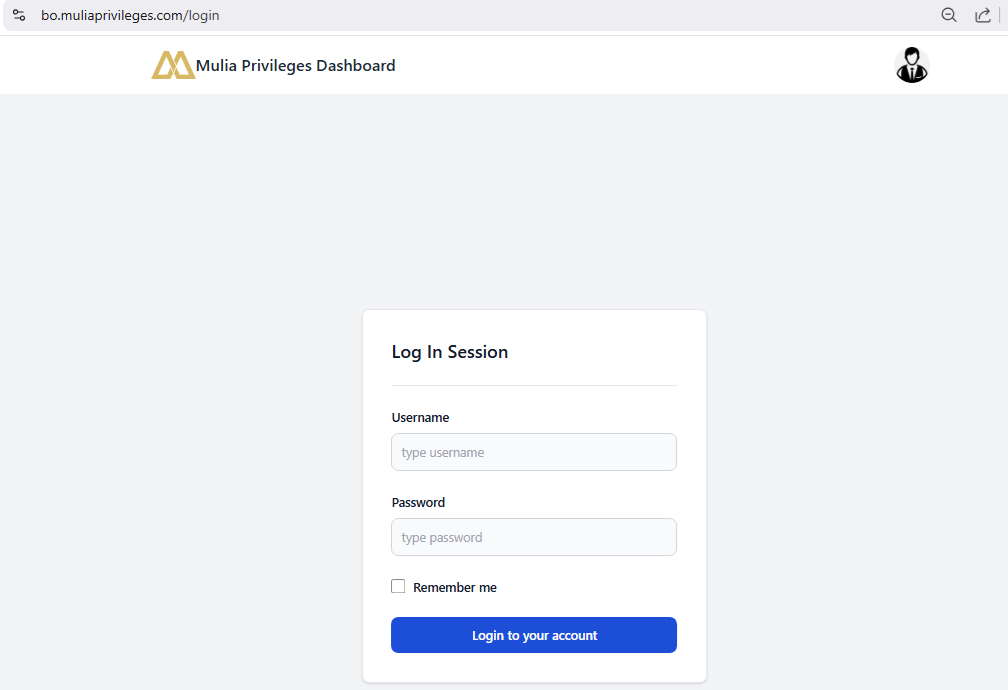 bo.muliaprivileges.com/login
Mulia Privileges Dashboard
Log In Session
Username
type username
Password
type password
Remember me
Login to your account